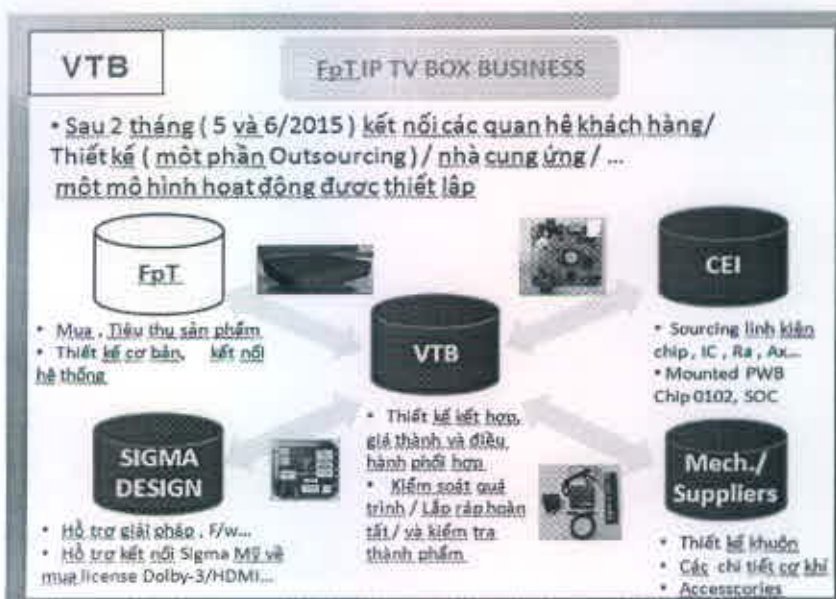 VTB
FpT IP TV BOX BUSINESS
• Sau 2 tháng ( 5 và 6/2015 ) kết nối các quan hệ khách hàng/
Thiết kế ( một phần Outsourcing ) / nhà cung ứng / ...
một mô hình hoạt động được thiết lập
FpT
• Mua , Tiêu thụ sản phẩm
• Thiết kế cơ bản, kết nối
hệ thống
CEI
• Sourcing linh kiện
chip , IC , Ra , Ax...
• Mounted PWB
Chip 0102, SOC
VTB
• Thiết kế kết hợp,
giá thành và điều
hành phối hợp
• Kiểm soát quá
trình / Lắp ráp hoàn
tất / và kiểm tra
thành phẩm
SIGMA
DESIGN
• Hỗ trợ giải pháp , F/w...
• Hỗ trợ kết nối Sigma Mỹ về
mua license Dolby-3/HDMI...
Mech./
Suppliers
• Thiết kế khuôn
• Các chi tiết cơ khí
• Accesscories